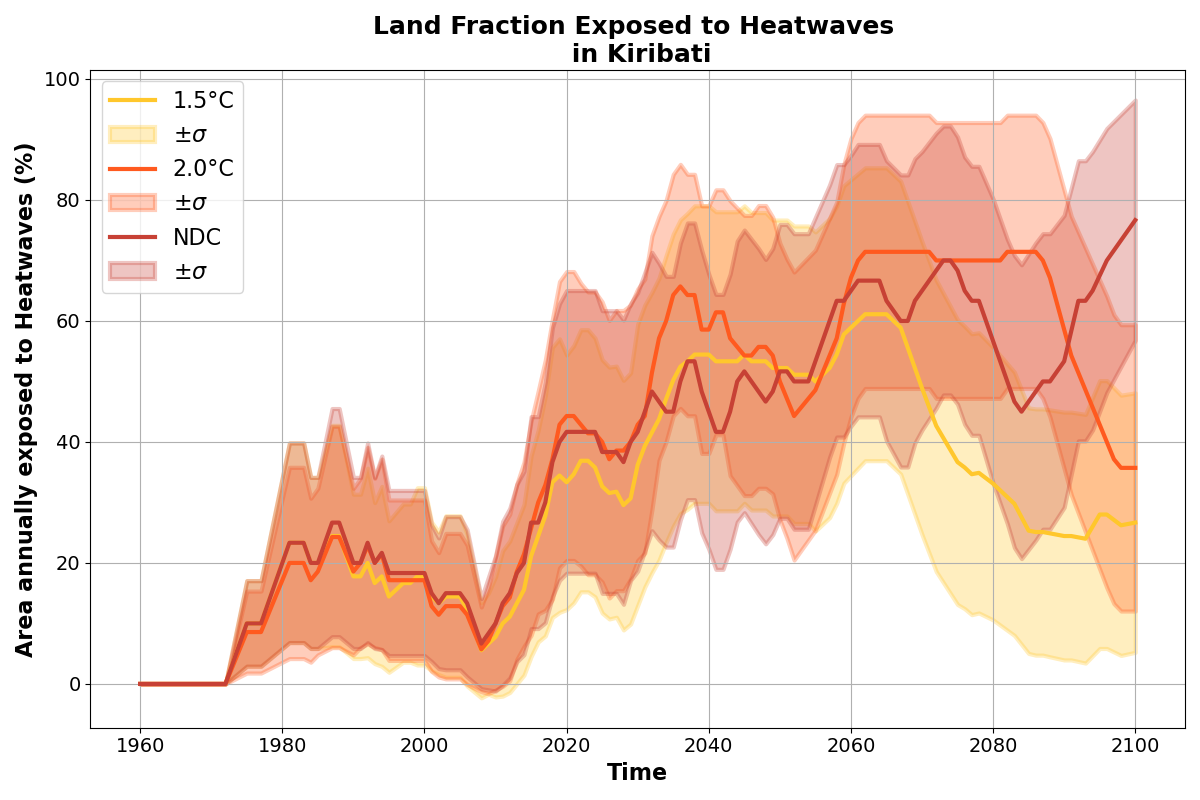 Land Fraction Exposed to Heatwaves
in Kiribati
Area annually exposed to Heatwaves (%)
100
80
60
40
20
0
1.5°C
±σ
2.0°C
±σ
NDC
±σ
1960 1980 2000 2020 2040 2060 2080 2100
Time